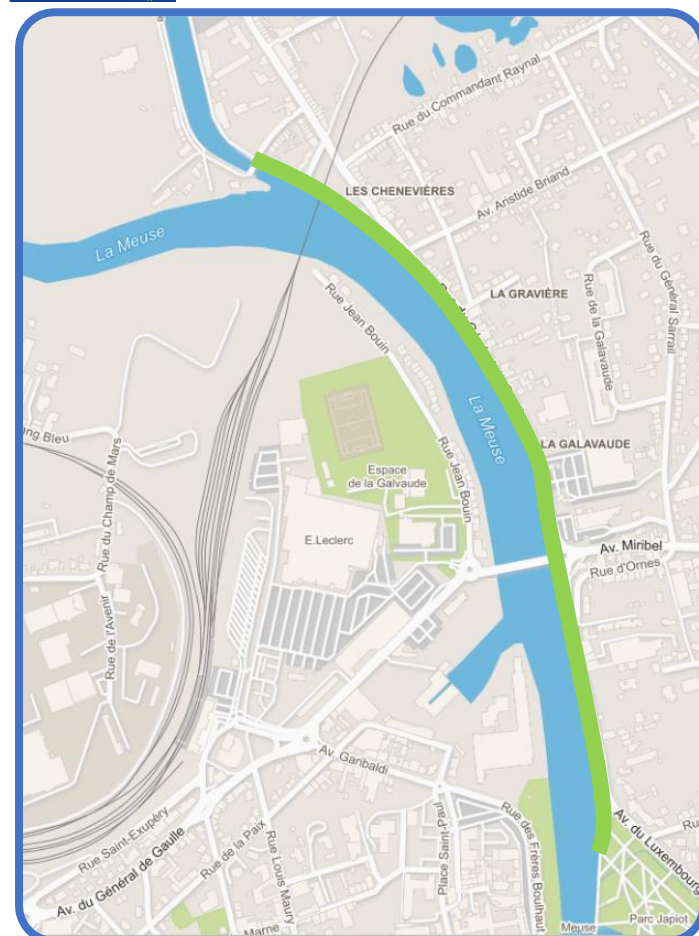 Rue du Commandant Raynal
LES CHENEVIÈRES
Av. Aristide Briand
La Meuse
Rue du Général Sarrail
LA GRAVIÈRE
Rue Jean Bouin
Rue de la Galavaude
La Meuse
LA GALAVAUDE
ang Bleu
Rue Jean Bouin
Espace
de la Galvaude
Rue du Champ de Mars
E.Leclerc
Av. Miribel
Rue d'Ornes
Rue de l'Avenir
Av. Garibaldi
Place Saint-Paul
Rue des Frères Boulhaut
Av. du Luxembourg
Rue Saint-Exupéry
Rue de la Paix
Rue Louis Maury
Av. du Général de Gaulle
Parc Japiot
Marne
Meuse